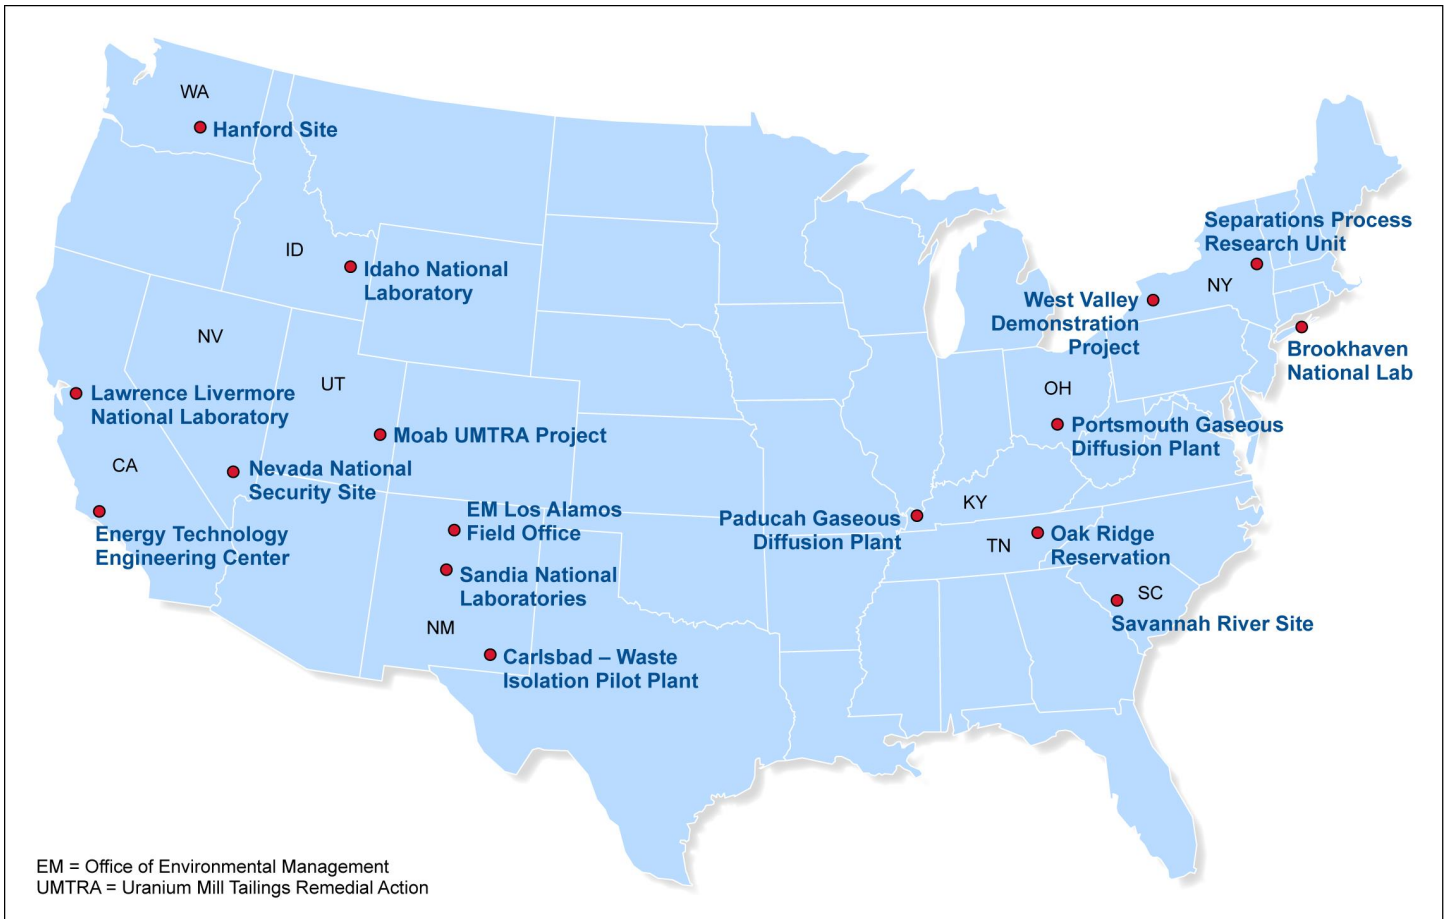 WA
Hanford Site
Separations Process
Research Unit
ID
Idaho National
Laboratory
NY
West Valley
Demonstration
Project
NV
Brookhaven
National Lab
UT
OH
Lawrence Livermore
National Laboratory
Moab UMTRA Project
Portsmouth Gaseous
Diffusion Plant
CA
Nevada National
Security Site
EM Los Alamos
Field Office
KY
Paducah Gaseous
Diffusion Plant
Energy Technology
Engineering Center
TN
Oak Ridge
Reservation
Sandia National
Laboratories
SC
Savannah River Site
NM
Carlsbad – Waste
Isolation Pilot Plant
EM = Office of Environmental Management
UMTRA = Uranium Mill Tailings Remedial Action